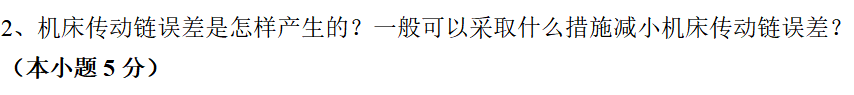 2、机床传动链误差是怎样产生的？一般可以采取什么措施减小机床传动链误差？
（本小题 5 分）